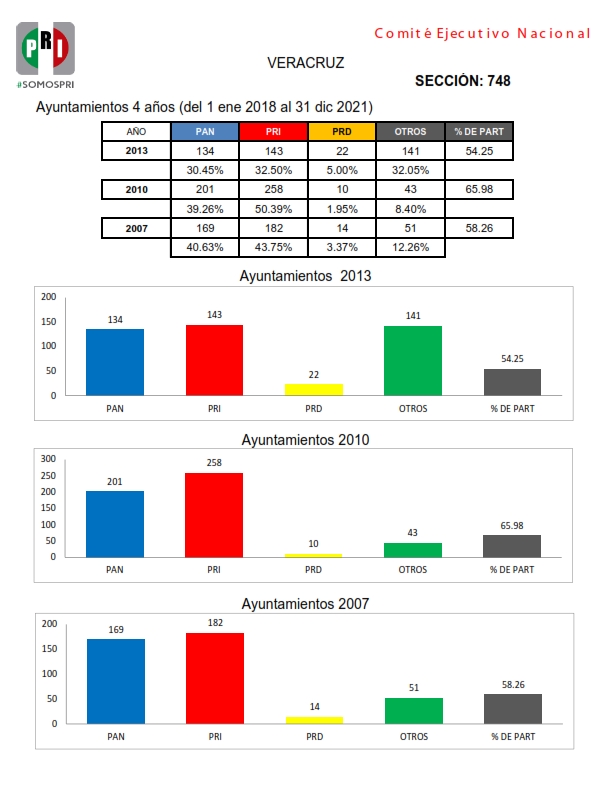 Comité Ejecutivo Nacional
PRI
#SOMOSPRI
VERACRUZ
SECCIÓN: 748
Ayuntamientos 4 años (del 1 ene 2018 al 31 dic 2021)
AÑO PAN PRI PRD OTROS % DE PART
2013 134 143 22 141 54.25
30.45% 32.50% 5.00% 32.05%
2010 201 258 10 43 65.98
39.26% 50.39% 1.95% 8.40%
2007 169 182 14 51 58.26
40.63% 43.75% 3.37% 12.26%
Ayuntamientos 2013
200
150
100
50
0
134 143 22 141 54.25
PAN PRI PRD OTROS % DE PART
Ayuntamientos 2010
300
250
200
150
100
50
0
201 258 10 43 65.98
PAN PRI PRD OTROS % DE PART
Ayuntamientos 2007
200
150
100
50
0
169 182 14 51 58.26
PAN PRI PRD OTROS % DE PART